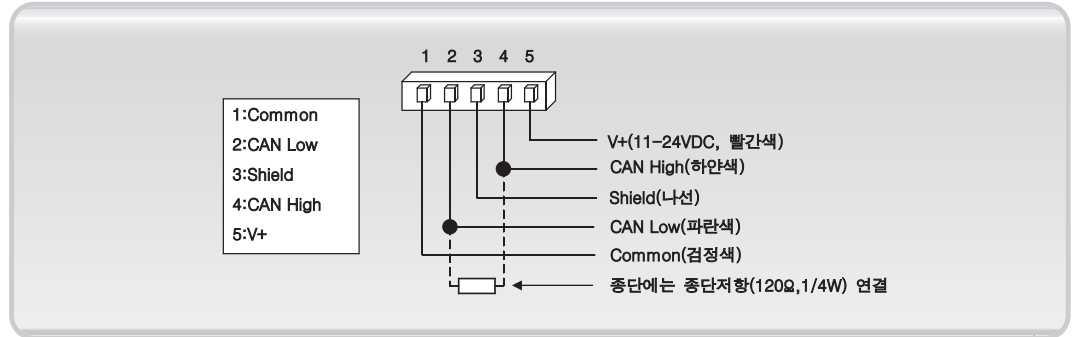 1 2 3 4 5
1:Common
2:CAN Low
3:Shield
4:CAN High
5:V+
V+(11-24VDC, 빨간색)
CAN High(하얀색)
Shield(나선)
CAN Low(파란색)
Common(검정색)
종단에는 종단저항(120Ω,1/4W) 연결